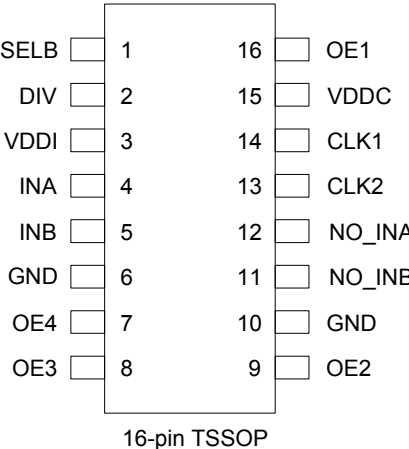 SELB 1 16 OE1
DIV 2 15 VDDC
VDDI 3 14 CLK1
INA 4 13 CLK2
INB 5 12 NO_INA
GND 6 11 NO_INB
OE4 7 10 GND
OE3 8 9 OE2
16-pin TSSOP